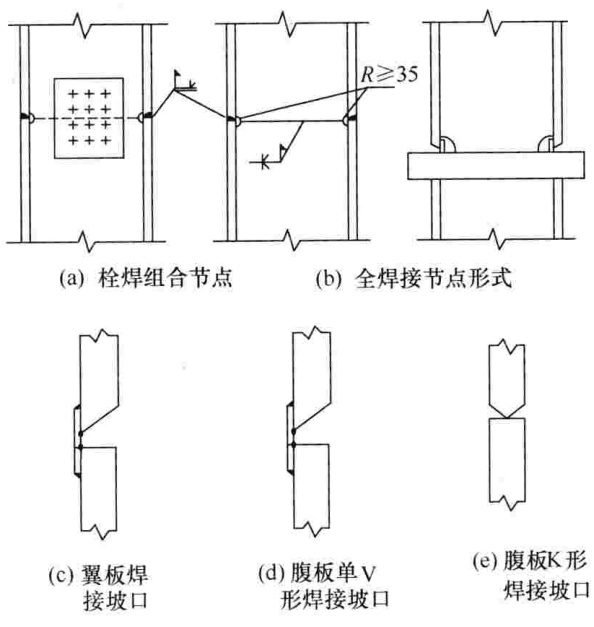 R≥35
(a) 栓焊组合节点
(b) 全焊接节点形式
(c) 翼板焊
接坡口
(d) 腹板单V
形焊接坡口
(e) 腹板K形
焊接坡口